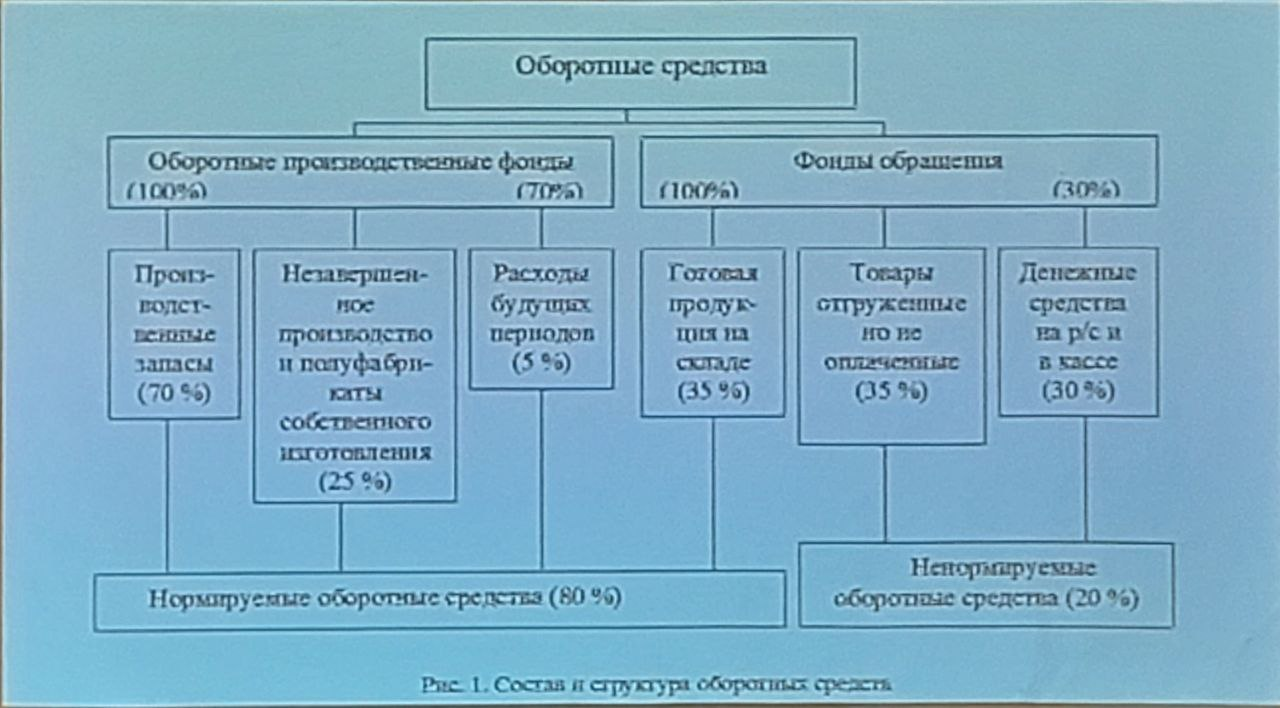 Оборотные средства
Оборотные производственные фонды
(100%) (70%)
Фонды обращения
(100%) (30%)
Произ-
водст-
венные
запасы
(70 %)
Незавершен-
ное
производство
и полуфабри-
каты
собственного
изготовления
(25 %)
Расходы
будущих
периодов
(5 %)
Готовая
продук-
ция на
складе
(35 %)
Товары
отгруженные
но не
оплаченные
(35 %)
Денежные
средства
на р/с и
в кассе
(30 %)
Нормируемые оборотные средства (80 %)
Ненормируемые
оборотные средства (20 %)
Рис. 1. Состав и структура оборотных средств